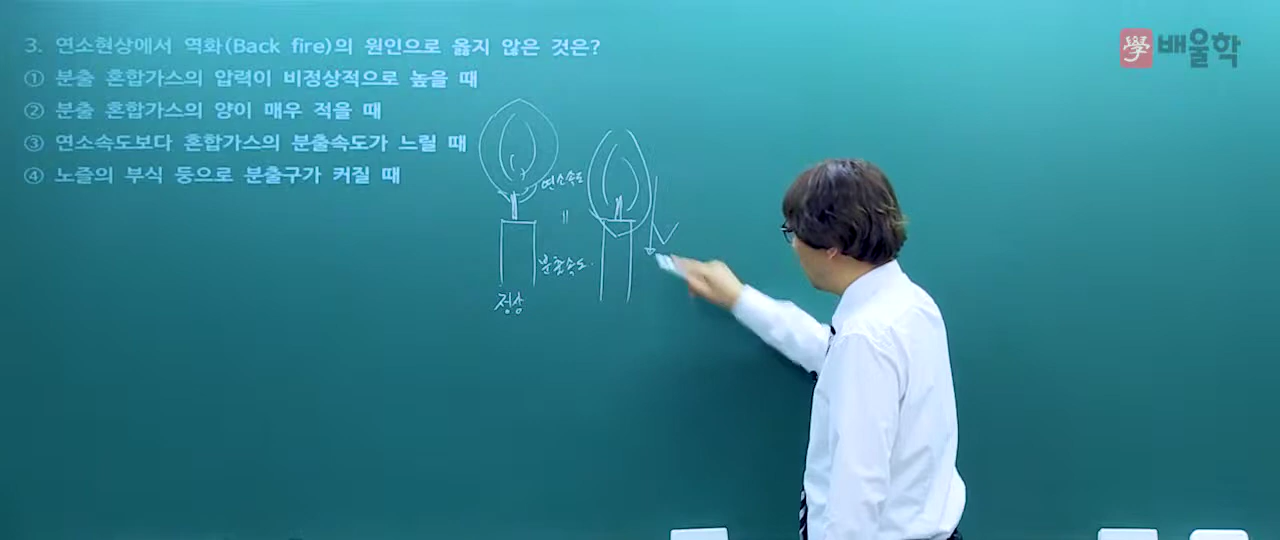 3. 연소현상에서 역화(Back fire)의 원인으로 옳지 않은 것은?
① 분출 혼합가스의 압력이 비정상적으로 높을 때
② 분출 혼합가스의 양이 매우 적을 때
③ 연소속도보다 혼합가스의 분출속도가 느릴 때
④ 노즐의 부식 등으로 분출구가 커질 때
學 배울학
연소속도
=
분출속도
정상